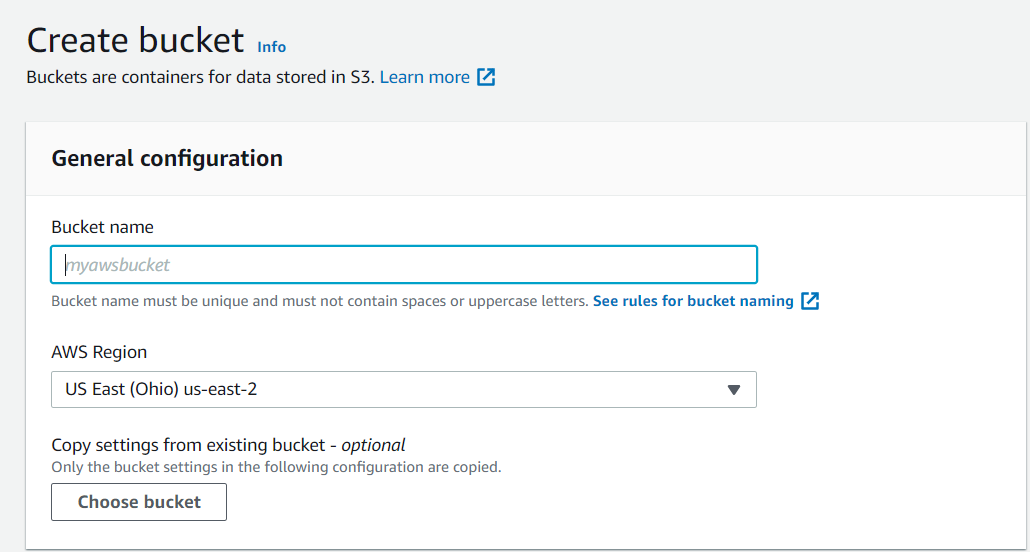 Create bucket Info
Buckets are containers for data stored in S3. Learn more
General configuration
Bucket name
myawsbucket
Bucket name must be unique and must not contain spaces or uppercase letters. See rules for bucket naming
AWS Region
US East (Ohio) us-east-2
Copy settings from existing bucket - optional
Only the bucket settings in the following configuration are copied.
Choose bucket